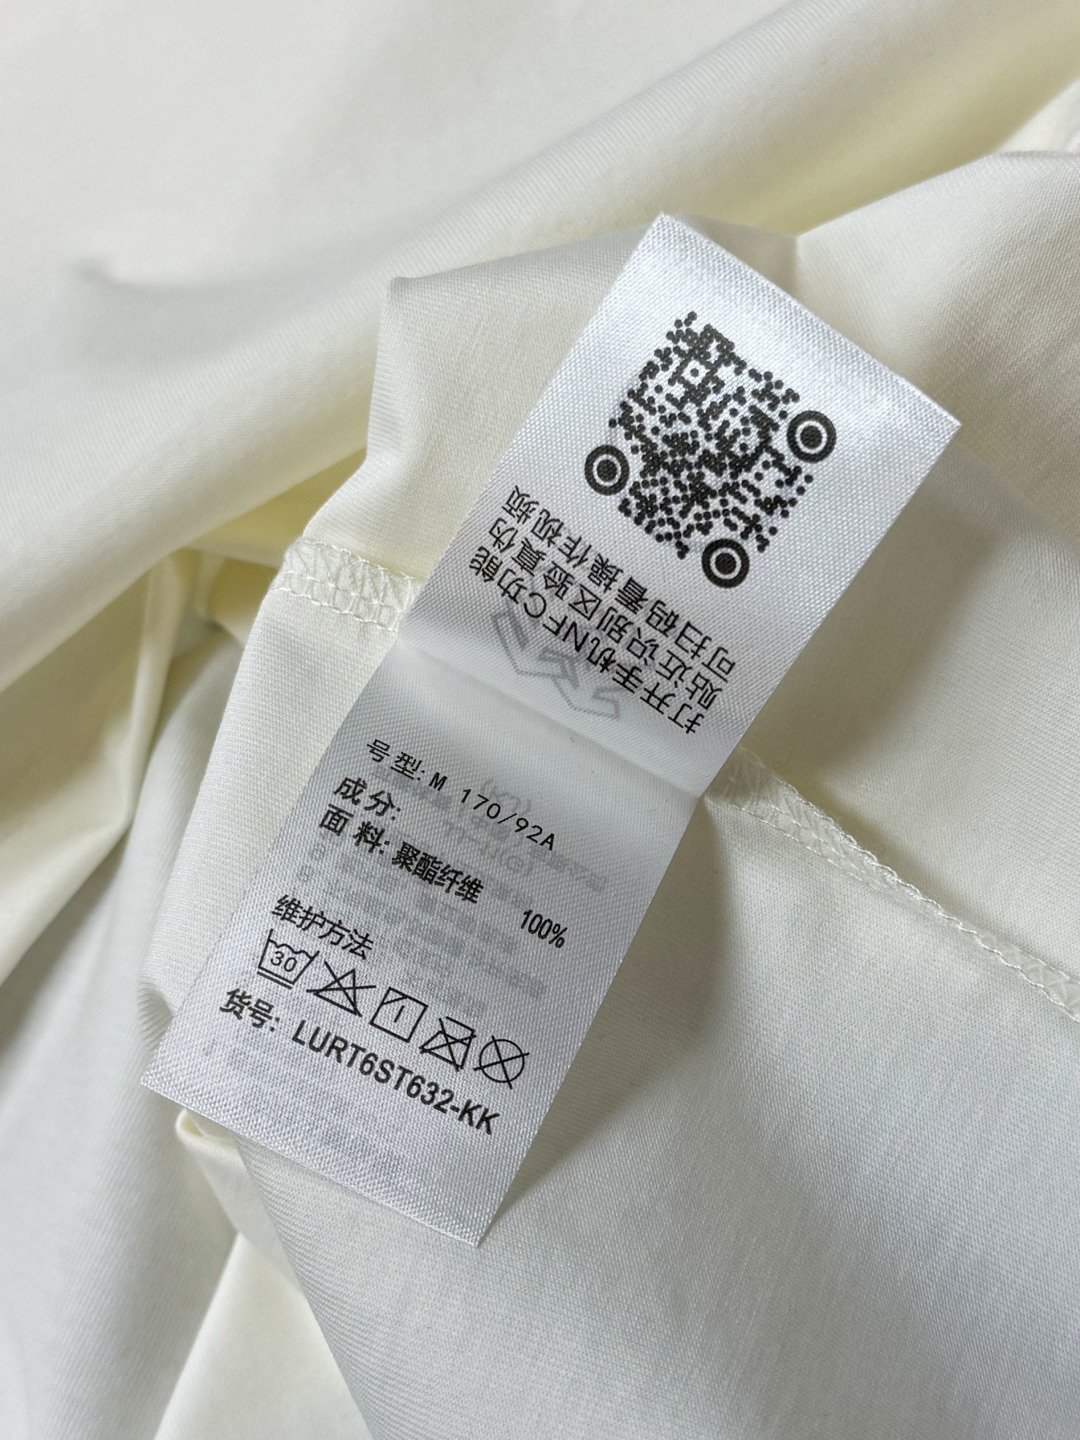 打开手机NFC功能
贴近识别区验真伪
可扫码看操作视频
号型: M 170/92A
成分:
面料: 聚酯纤维 100%
维护方法
30
货号: LURT6ST632-KK